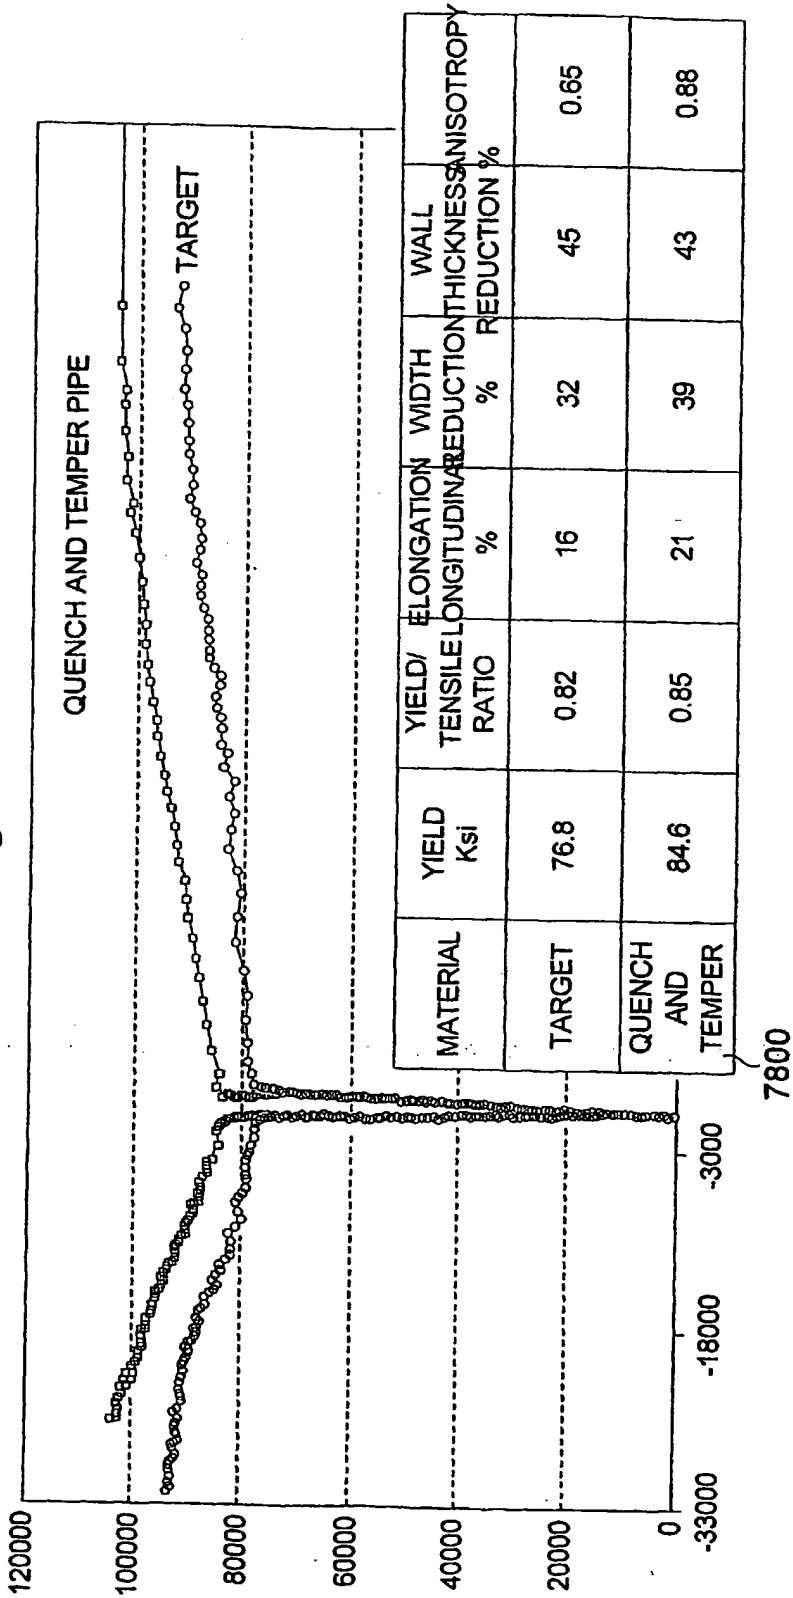 QUENCH AND TEMPER PIPE
TARGET
120000
100000
80000
60000
40000
20000
0
-33000
-18000
-3000
MATERIAL
YIELD
Ksi
YIELD/
TENSILE
RATIO
ELONGATION
LONGITUDINA
%
WIDTH
REDUCTION
%
WALL
THICKNESS
REDUCTION %
ANISOTROPY
TARGET 76.8 0.82 16 32 45 0.65
QUENCH
AND
TEMPER
84.6 0.85 21 39 43 0.88
7800